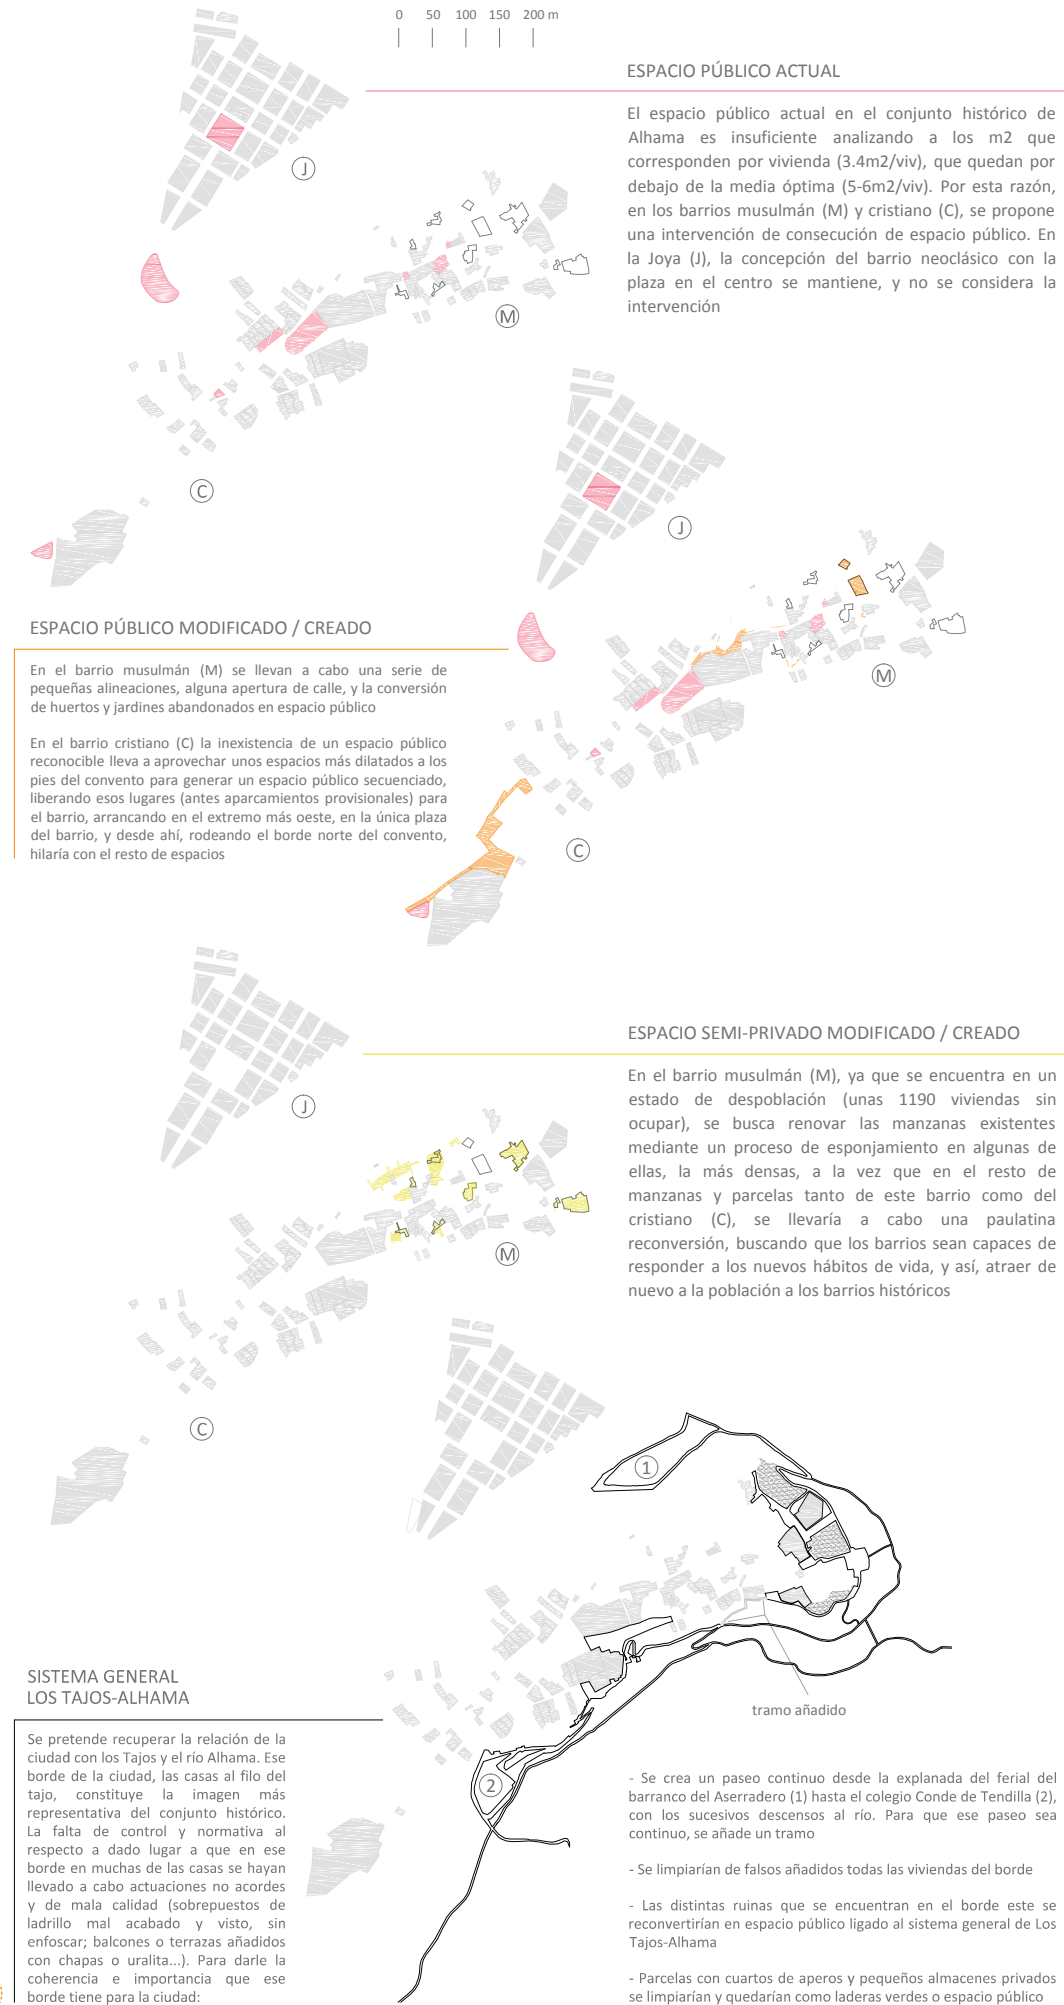 0 50 100 150 200 m
ESPACIO PÚBLICO ACTUAL
El espacio público actual en el conjunto histórico de
Alhama es insuficiente analizando a los m2 que
corresponden por vivienda (3.4m2/viv), que quedan por
debajo de la media óptima (5-6m2/viv). Por esta razón,
en los barrios musulmán (M) y cristiano (C), se propone
una intervención de consecución de espacio público. En
la Joya (J), la concepción del barrio neoclásico con la
plaza en el centro se mantiene, y no se considera la
intervención
J
M
C
J
M
C
ESPACIO PÚBLICO MODIFICADO / CREADO
En el barrio musulmán (M) se llevan a cabo una serie de
pequeñas alineaciones, alguna apertura de calle, y la conversión
de huertos y jardines abandonados en espacio público
En el barrio cristiano (C) la inexistencia de un espacio público
reconocible lleva a aprovechar unos espacios más dilatados a los
pies del convento para generar un espacio público secuenciado,
liberando esos lugares (antes aparcamientos provisionales) para
el barrio, arrancando en el extremo más oeste, en la única plaza
del barrio, y desde ahí, rodeando el borde norte del convento,
hilaría con el resto de espacios
ESPACIO SEMI-PRIVADO MODIFICADO / CREADO
En el barrio musulmán (M), ya que se encuentra en un
estado de despoblación (unas 1190 viviendas sin
ocupar), se busca renovar las manzanas existentes
mediante un proceso de esponjamiento en algunas de
ellas, la más densas, a la vez que en el resto de
manzanas y parcelas tanto de este barrio como del
cristiano (C), se llevaría a cabo una paulatina
reconversión, buscando que los barrios sean capaces de
responder a los nuevos hábitos de vida, y así, atraer de
nuevo a la población a los barrios históricos
J
M
C
1
2
tramo añadido
SISTEMA GENERAL
LOS TAJOS-ALHAMA
Se pretende recuperar la relación de la
ciudad con los Tajos y el río Alhama. Ese
borde de la ciudad, las casas al filo del
tajo, constituye la imagen más
representativa del conjunto histórico.
La falta de control y normativa al
respecto a dado lugar a que en ese
borde en muchas de las casas se hayan
llevado a cabo actuaciones no acordes
y de mala calidad (sobrepuestos de
ladrillo mal acabado y visto, sin
enfoscar; balcones o terrazas añadidos
con chapas o uralita...). Para darle la
coherencia e importancia que ese
borde tiene para la ciudad:
- Se crea un paseo continuo desde la explanada del ferial del
barranco del Aserradero (1) hasta el colegio Conde de Tendilla (2),
con los sucesivos descensos al río. Para que ese paseo sea
continuo, se añade un tramo
- Se limpiarían de falsos añadidos todas las viviendas del borde
- Las distintas ruinas que se encuentran en el borde este se
reconvertirían en espacio público ligado al sistema general de Los
Tajos-Alhama
- Parcelas con cuartos de aperos y pequeños almacenes privados
se limpiarían y quedarían como laderas verdes o espacio público